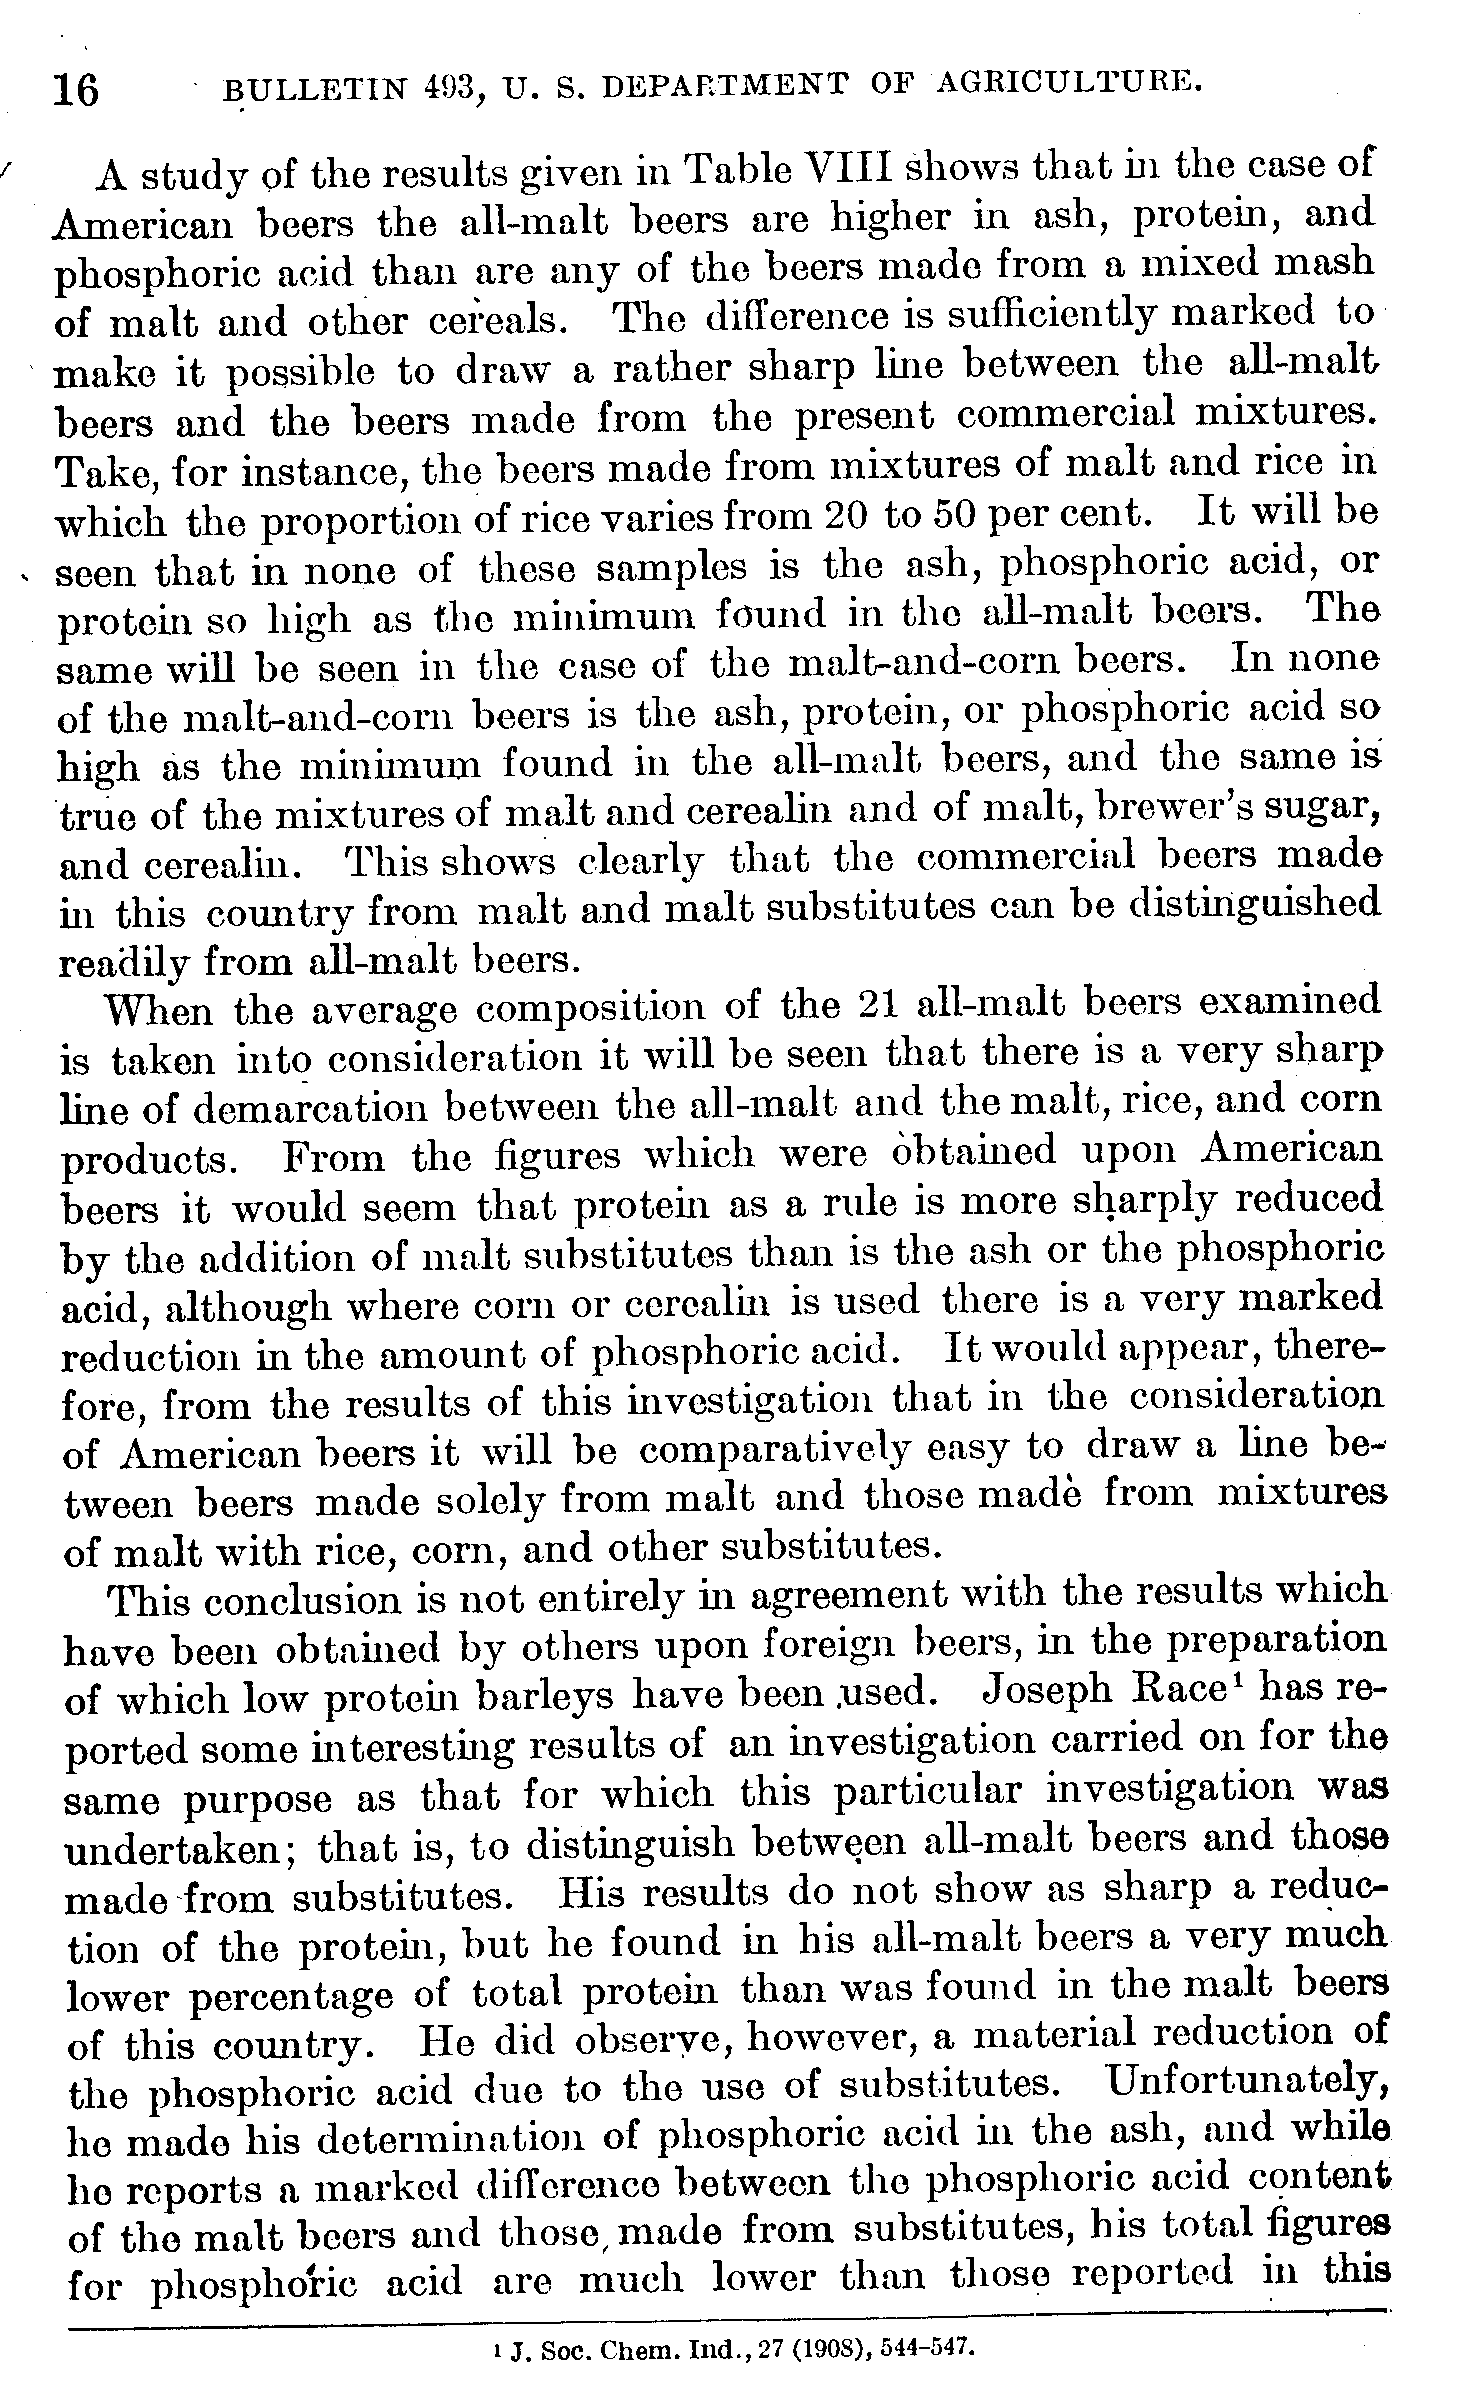 16 BULLETIN 493, U. S. DEPARTMENT OF AGRICULTURE.
A study of the results given in Table VIII shows that in the case of
American beers the all-malt beers are higher in ash, protein, and
phosphoric acid than are any of the beers made from a mixed mash
of malt and other cereals. The difference is sufficiently marked to
make it possible to draw a rather sharp line between the all-malt
beers and the beers made from the present commercial mixtures.
Take, for instance, the beers made from mixtures of malt and rice in
which the proportion of rice varies from 20 to 50 per cent. It will be
seen that in none of these samples is the ash, phosphoric acid, or
protein so high as the minimum found in the all-malt beers. The
same will be seen in the case of the malt-and-corn beers. In none
of the malt-and-corn beers is the ash, protein, or phosphoric acid so
high as the minimum found in the all-malt beers, and the same is
true of the mixtures of malt and cerealin and of malt, brewer's sugar,
and cerealin. This shows clearly that the commercial beers made
in this country from malt and malt substitutes can be distinguished
readily from all-malt beers.
When the average composition of the 21 all-malt beers examined
is taken into consideration it will be seen that there is a very sharp
line of demarcation between the all-malt and the malt, rice, and corn
products. From the figures which were obtained upon American
beers it would seem that protein as a rule is more sharply reduced
by the addition of malt substitutes than is the ash or the phosphoric
acid, although where corn or cerealin is used there is a very marked
reduction in the amount of phosphoric acid. It would appear, there-
fore, from the results of this investigation that in the consideration
of American beers it will be comparatively easy to draw a line be-
tween beers made solely from malt and those made from mixtures
of malt with rice, corn, and other substitutes.
This conclusion is not entirely in agreement with the results which
have been obtained by others upon foreign beers, in the preparation
of which low protein barleys have been used. Joseph Race¹ has re-
ported some interesting results of an investigation carried on for the
same purpose as that for which this particular investigation was
undertaken; that is, to distinguish between all-malt beers and those
made from substitutes. His results do not show as sharp a reduc-
tion of the protein, but he found in his all-malt beers a very much
lower percentage of total protein than was found in the malt beers
of this country. He did observe, however, a material reduction of
the phosphoric acid due to the use of substitutes. Unfortunately,
he made his determination of phosphoric acid in the ash, and while
he reports a marked difference between the phosphoric acid content
of the malt beers and those made from substitutes, his total figures
for phosphoric acid are much lower than those reported in this
¹ J. Soc. Chem. Ind., 27 (1908), 544-547.